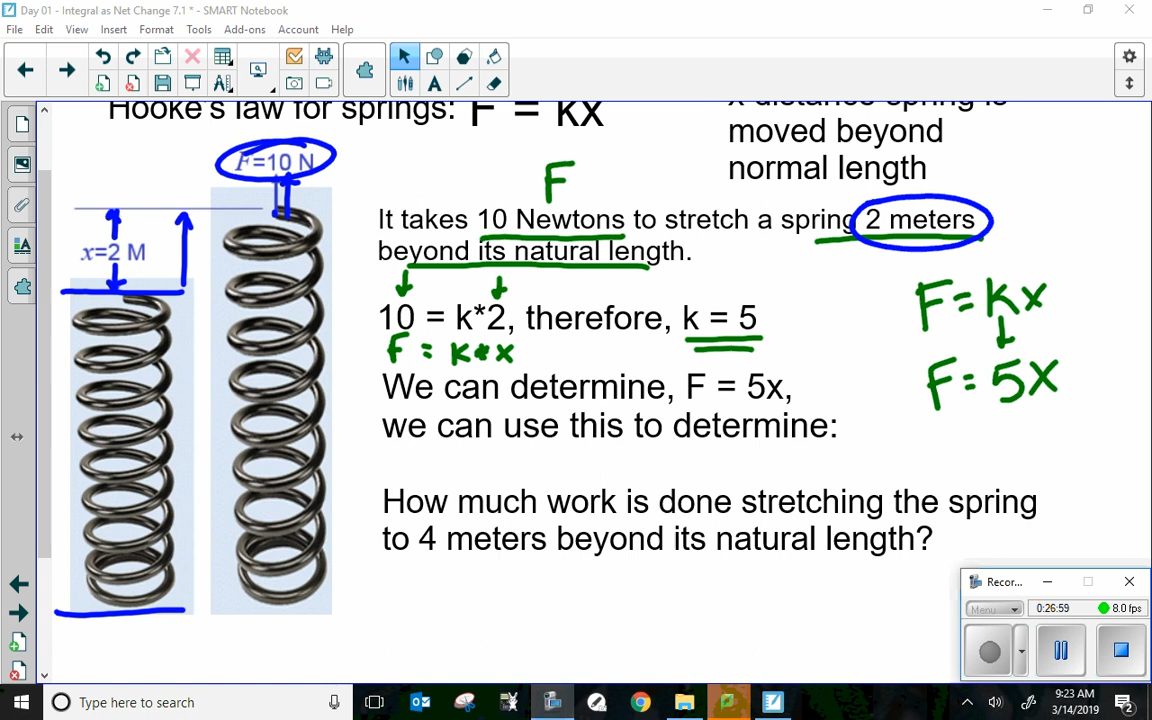 Day 01 - Integral as Net Change 7.1 * - SMART Notebook
File Edit View Insert Format Tools Add-ons Account Help
Hooke's law for springs: F = kx
moved beyond
normal length
F=10 N
F
It takes 10 Newtons to stretch a spring 2 meters
beyond its natural length.
x=2 M
10 = k*2, therefore, k = 5
F = k*x
F=kx
F=5x
We can determine, F = 5x,
we can use this to determine:
How much work is done stretching the spring
to 4 meters beyond its natural length?
Recor...
Menu
0:26:59
8.0 fps
Type here to search
9:23 AM
3/14/2019
2